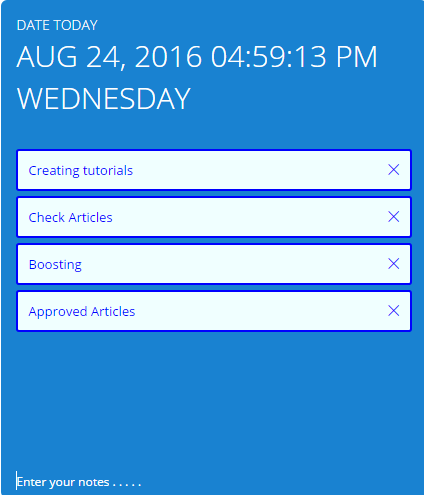 DATE TODAY
AUG 24, 2016 04:59:13 PM
WEDNESDAY
Creating tutorials
Check Articles
Boosting
Approved Articles
Enter your notes . . . . .